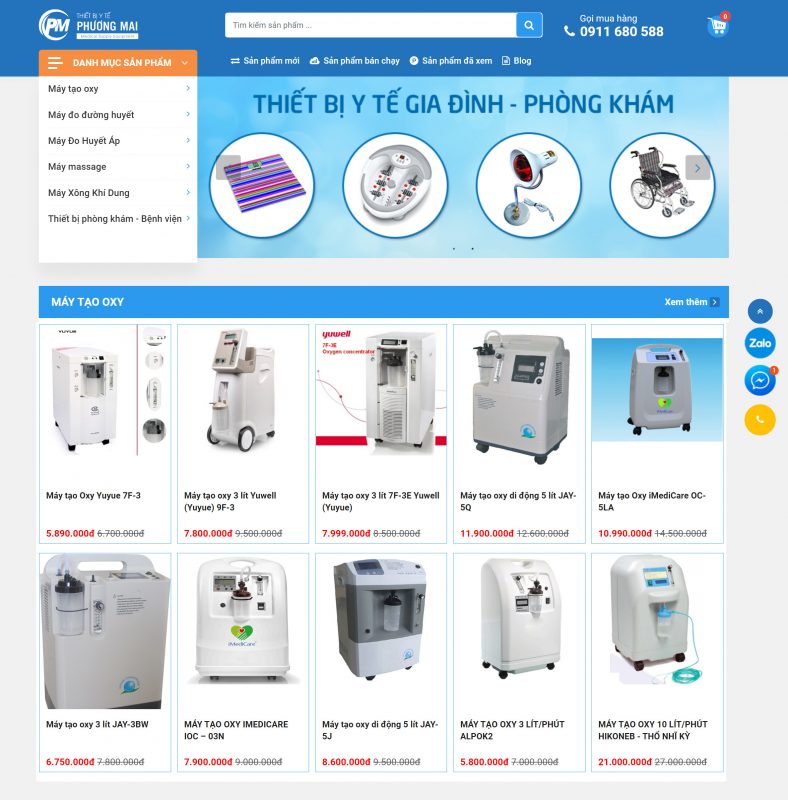 PM
THIẾT BỊ Y TẾ
PHƯƠNG MAI
Medical Supply Equipment
Tìm kiếm sản phẩm ...
Gọi mua hàng
0911 680 588
0
DANH MỤC SẢN PHẨM
Sản phẩm mới
Sản phẩm bán chạy
Sản phẩm đã xem
Blog
Máy tạo oxy
Máy đo đường huyết
Máy Đo Huyết Áp
Máy massage
Máy Xông Khí Dung
Thiết bị phòng khám - Bệnh viện
THIẾT BỊ Y TẾ GIA ĐÌNH - PHÒNG KHÁM
MÁY TẠO OXY
Xem thêm
Zalo
1
YUYUE
yuwell
7F-3E
Oxygen concentrator
iMediCare
Máy tạo Oxy Yuyue 7F-3
5.890.000đ 6.700.000đ
Máy tạo oxy 3 lít Yuwell
(Yuyue) 9F-3
7.800.000đ 9.500.000đ
Máy tạo oxy 3 lít 7F-3E Yuwell
(Yuyue)
7.999.000đ 8.500.000đ
Máy tạo oxy di động 5 lít JAY-
5Q
11.900.000đ 12.600.000đ
Máy tạo Oxy iMediCare OC-
5LA
10.990.000đ 14.500.000đ
iMediCare
Máy tạo oxy 3 lít JAY-3BW
6.750.000đ 7.800.000đ
MÁY TẠO OXY IMEDICARE
IOC – 03N
7.900.000đ 9.000.000đ
Máy tạo oxy di động 5 lít JAY-
5J
8.600.000đ 9.500.000đ
MÁY TẠO OXY 3 LÍT/PHÚT
ALPOK2
5.800.000đ 7.000.000đ
MÁY TẠO OXY 10 LÍT/PHÚT
HIKONEB - THỔ NHĨ KỲ
21.000.000đ 27.000.000đ